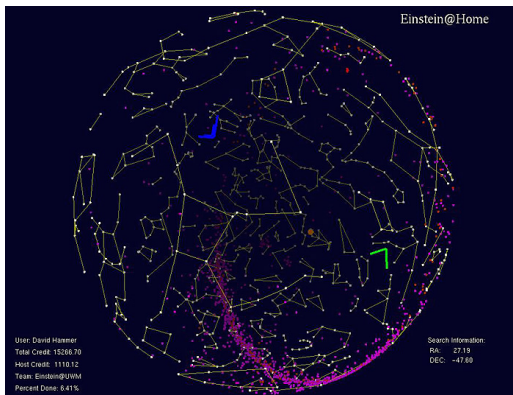 Einstein@Home
User: David Hammer
Total Credit: 15266.70
Host Credit: 1110.12
Team: Einstein@UWM
Percent Done: 6.41%
Search Information:
RA: 27.19
DEC: -47.60